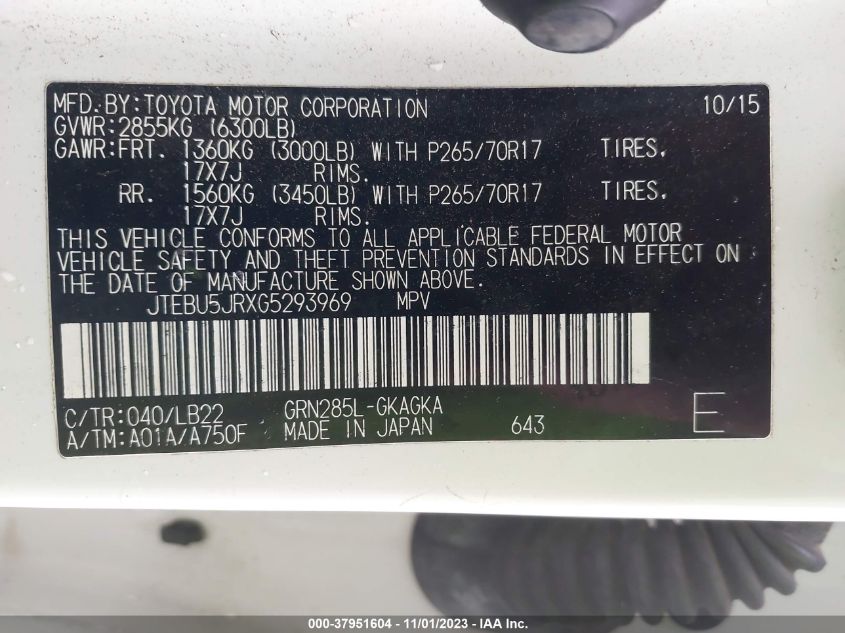 MFD.BY:TOYOTA MOTOR CORPORATION 10/15
GVWR:2855KG (6300LB)
GAWR:FRT. 1360KG (3000LB) WITH P265/70R17 TIRES,
17X7J RIMS.
RR. 1560KG (3450LB) WITH P265/70R17 TIRES,
17X7J RIMS.
THIS VEHICLE CONFORMS TO ALL APPLICABLE FEDERAL MOTOR
VEHICLE SAFETY AND THEFT PREVENTION STANDARDS IN EFFECT ON
THE DATE OF MANUFACTURE SHOWN ABOVE.
JTEBU5JRXG5293969 MPV
C/TR:040/LB22 GRN285L-GKAGKA
A/TM:A01A/A750F MADE IN JAPAN 643 E
000-37951604 - 11/01/2023 - IAA Inc.